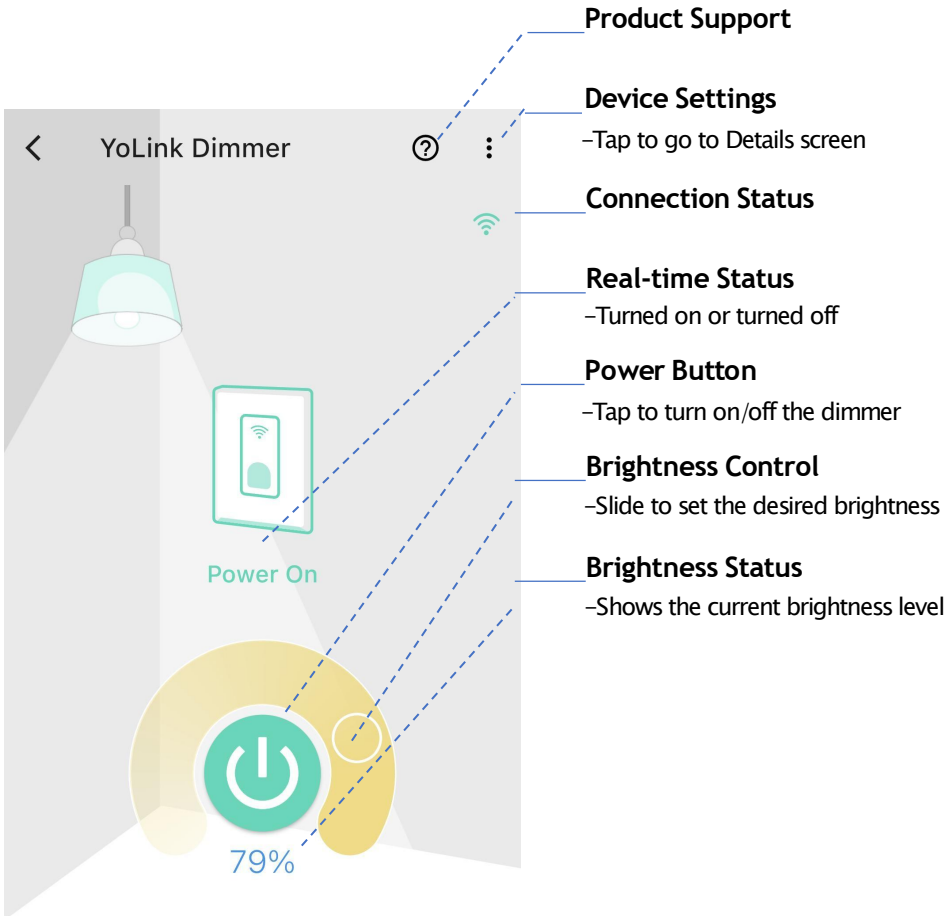 Product Support
Device Settings
–Tap to go to Details screen
YoLink Dimmer
Connection Status
Real-time Status
–Turned on or turned off
Power Button
–Tap to turn on/off the dimmer
Brightness Control
–Slide to set the desired brightness
Brightness Status
–Shows the current brightness level
Power On
79%